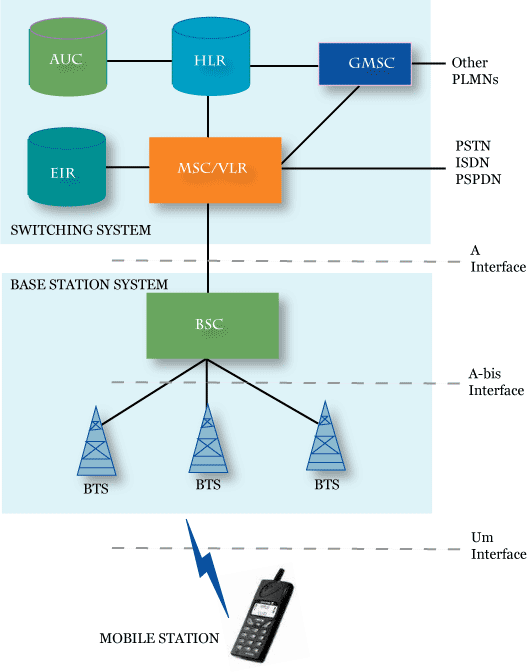 AUC
HLR
GMSC
Other
PLMNs
EIR
MSC/VLR
PSTN
ISDN
PSPDN
SWITCHING SYSTEM
A
Interface
BASE STATION SYSTEM
BSC
A-bis
Interface
BTS
BTS
BTS
Um
Interface
MOBILE STATION